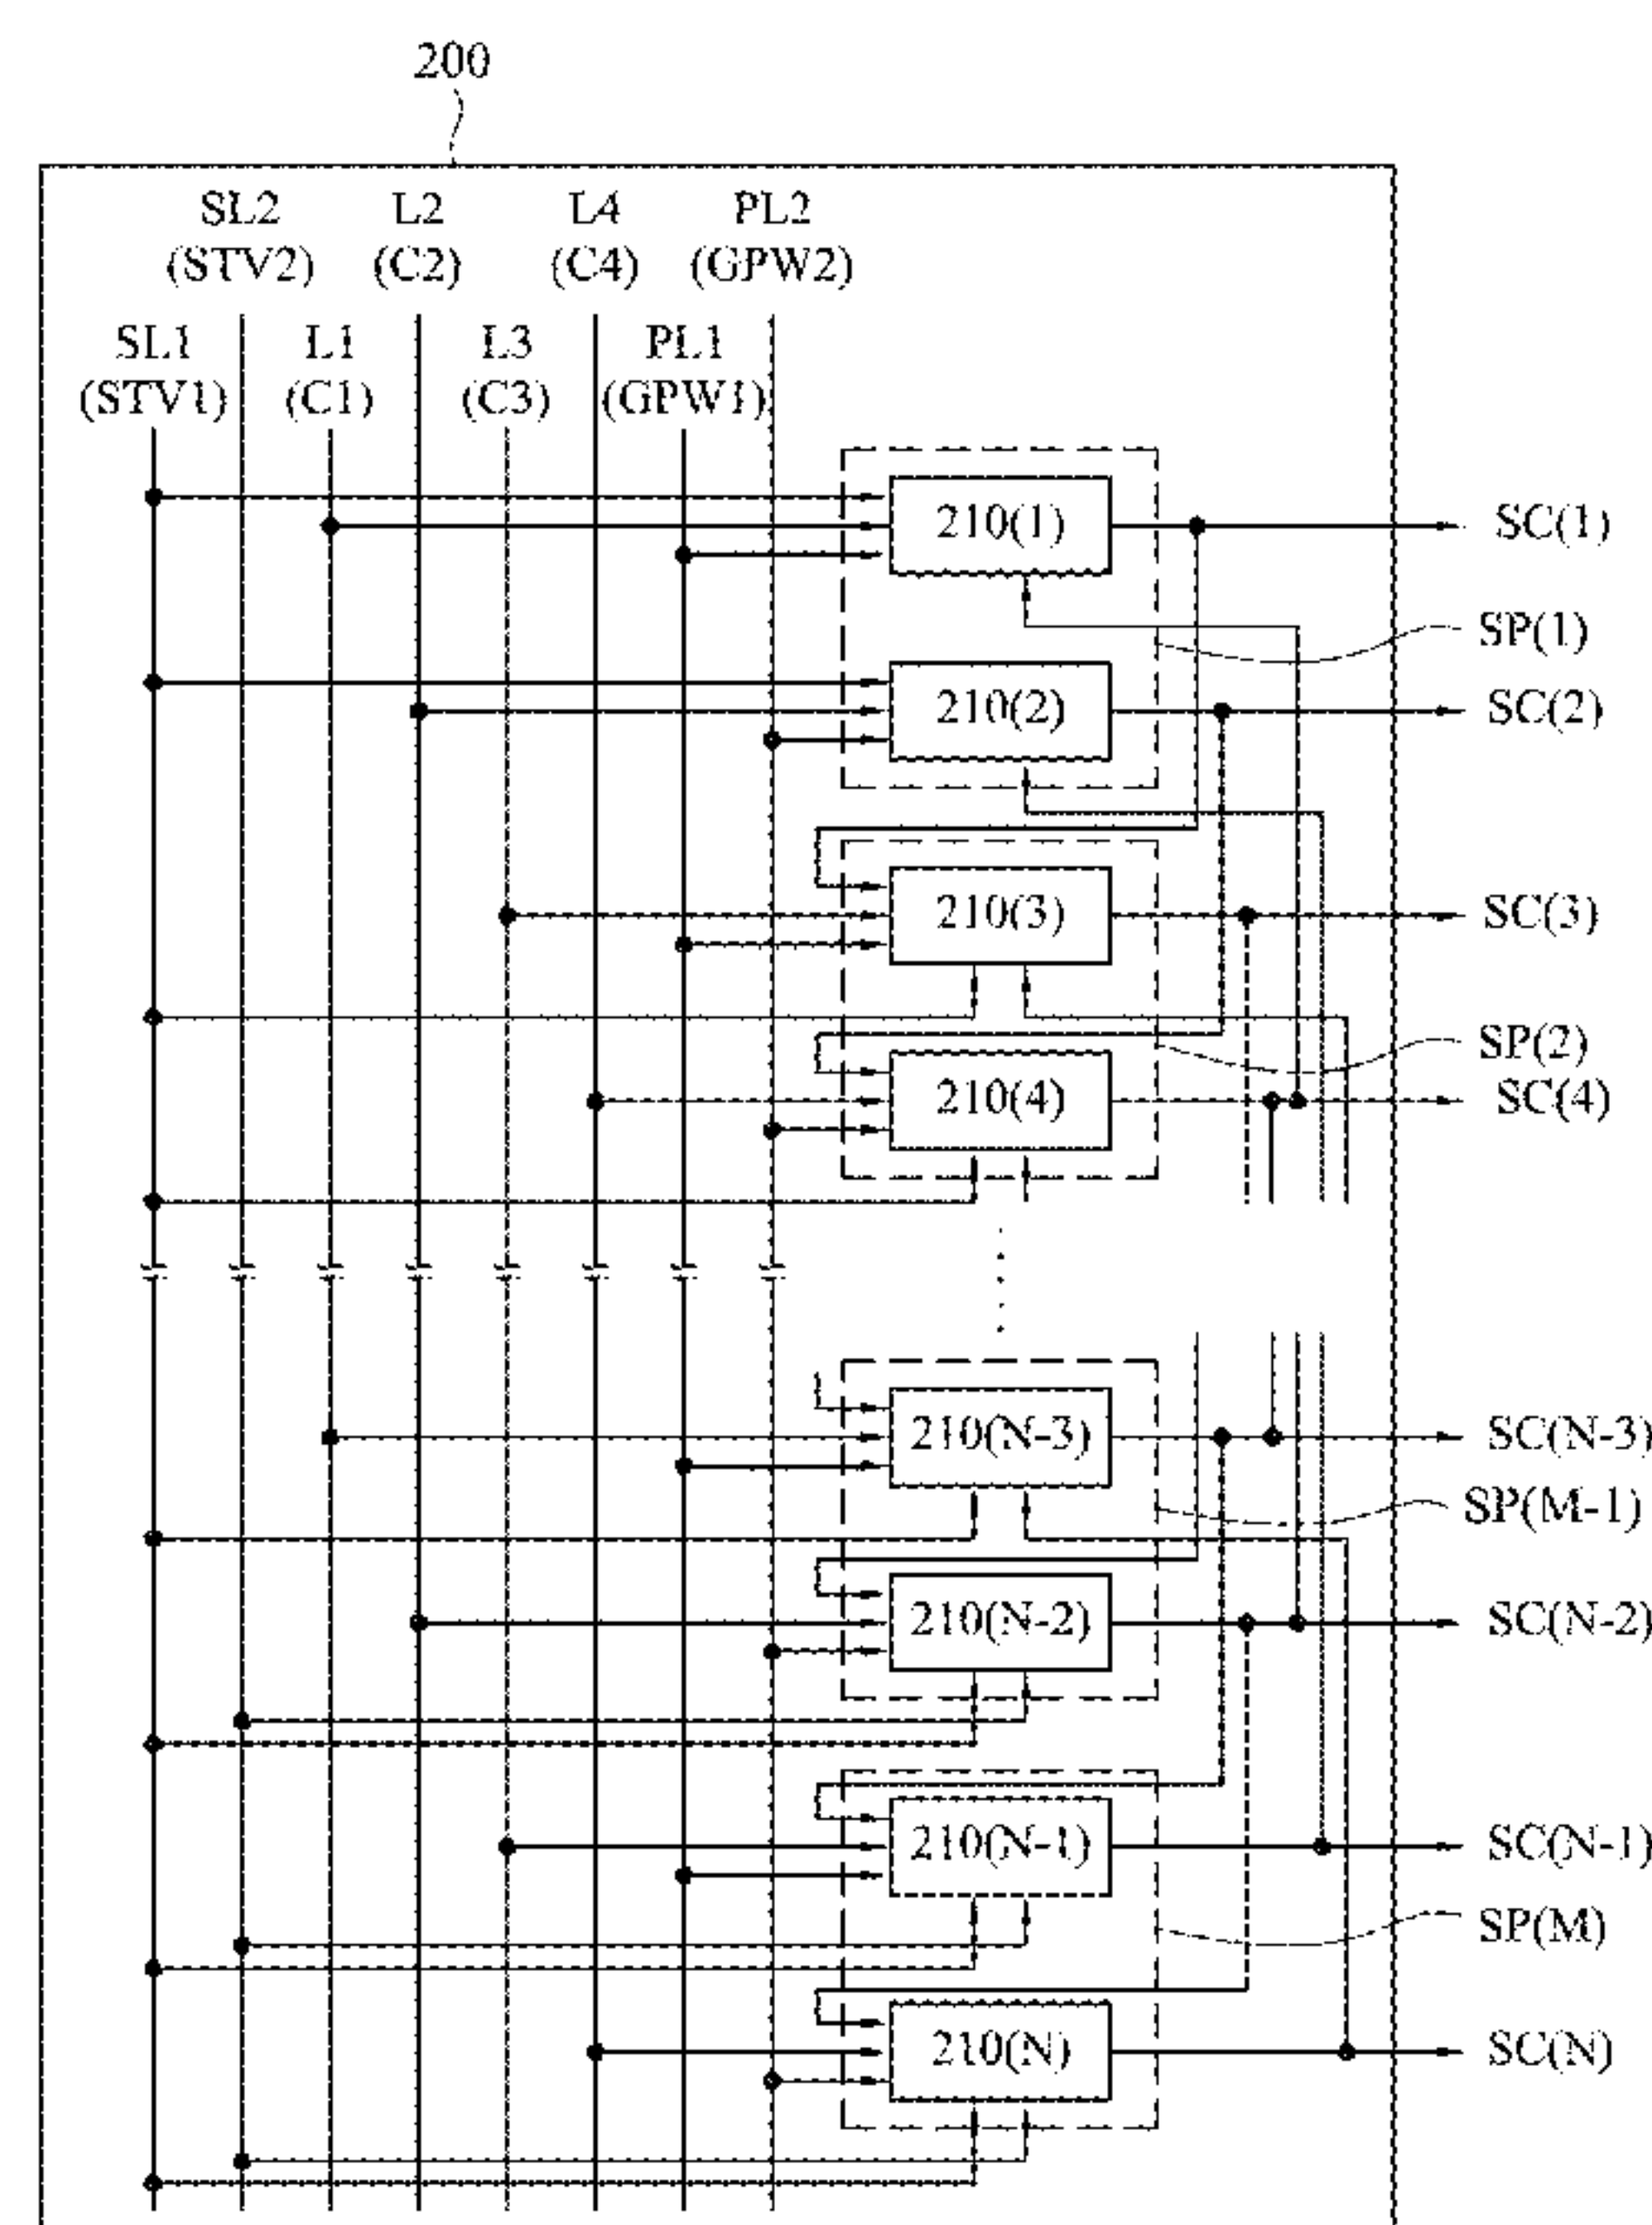 200
SL2 L2 L4 PL2
(STV2) (C2) (C4) (GPW2)
SL1 L1 L3 PL1
(STV1) (C1) (C3) (GPW1)
210(1) SC(1)
SP(1)
210(2) SC(2)
210(3) SC(3)
SP(2)
210(4) SC(4)
210(N-3) SC(N-3)
SP(M-1)
210(N-2) SC(N-2)
210(N-1) SC(N-1)
SP(M)
210(N) SC(N)